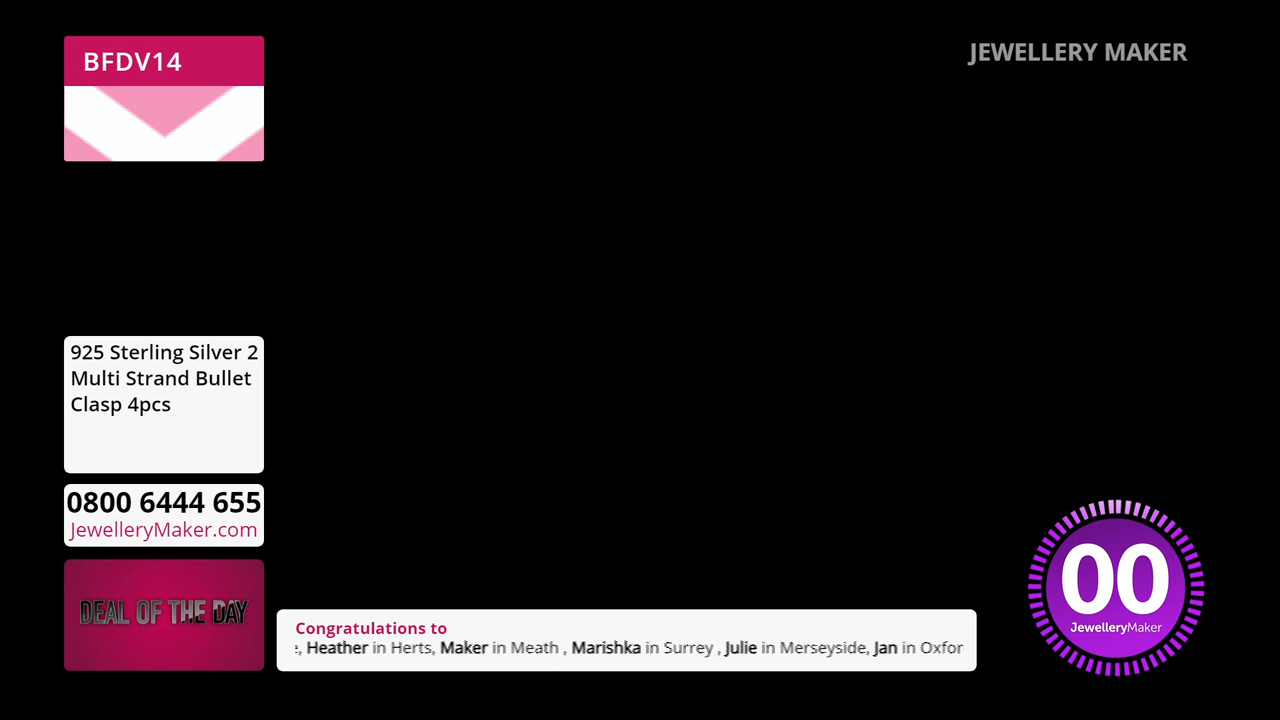 BFDV14
JEWELLERY MAKER
925 Sterling Silver 2
Multi Strand Bullet
Clasp 4pcs
0800 6444 655
JewelleryMaker.com
DEAL OF THE DAY
Congratulations to
, Heather in Herts, Maker in Meath , Marishka in Surrey , Julie in Merseyside, Jan in Oxfor
00
JewelleryMaker